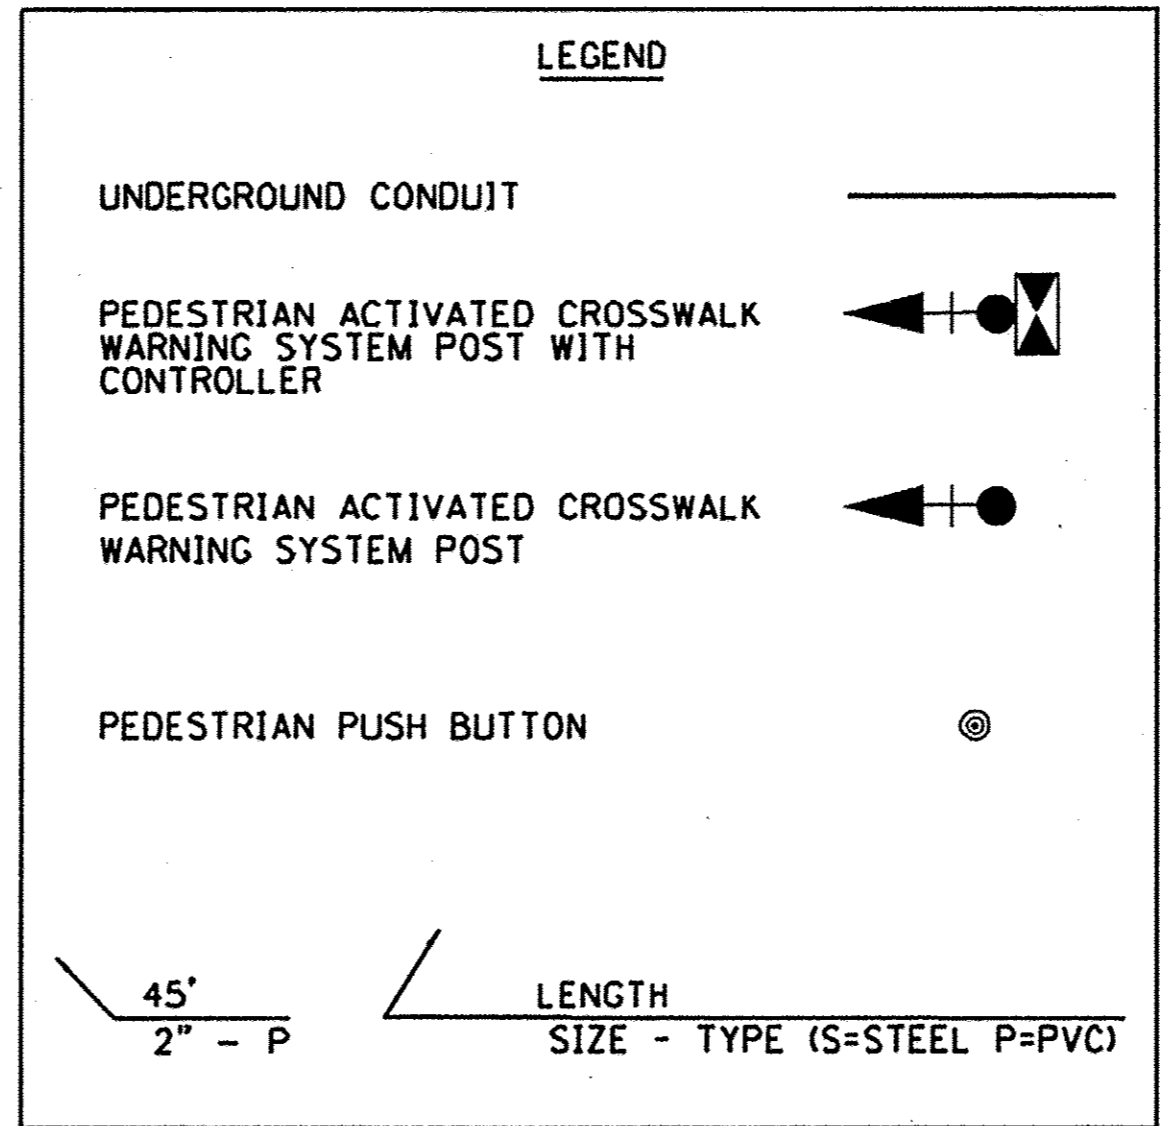 LEGEND
UNDERGROUND CONDUIT
PEDESTRIAN ACTIVATED CROSSWALK
WARNING SYSTEM POST WITH
CONTROLLER
PEDESTRIAN ACTIVATED CROSSWALK
WARNING SYSTEM POST
PEDESTRIAN PUSH BUTTON
45'
2" - P
LENGTH
SIZE - TYPE (S=STEEL P=PVC)